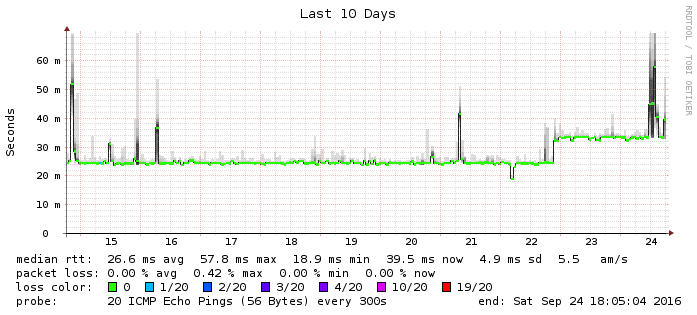 Last 10 Days
RRDTOOL / TOBI OETIKER
Seconds
60 m
50 m
40 m
30 m
20 m
10 m
0
15 16 17 18 19 20 21 22 23 24
median rtt: 26.6 ms avg 57.8 ms max 18.9 ms min 39.5 ms now 4.9 ms sd 5.5 am/s
packet loss: 0.00 % avg 0.42 % max 0.00 % min 0.00 % now
loss color: 0 1/20 2/20 3/20 4/20 10/20 19/20
probe: 20 ICMP Echo Pings (56 Bytes) every 300s end: Sat Sep 24 18:05:04 2016